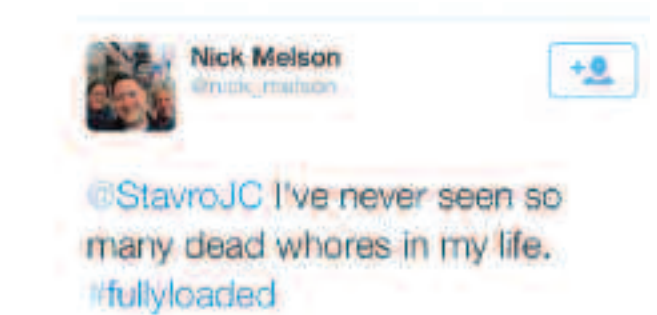 Nick Melson
@nick_melson
@StavroJC I've never seen so
many dead whores in my life.
#fullyloaded